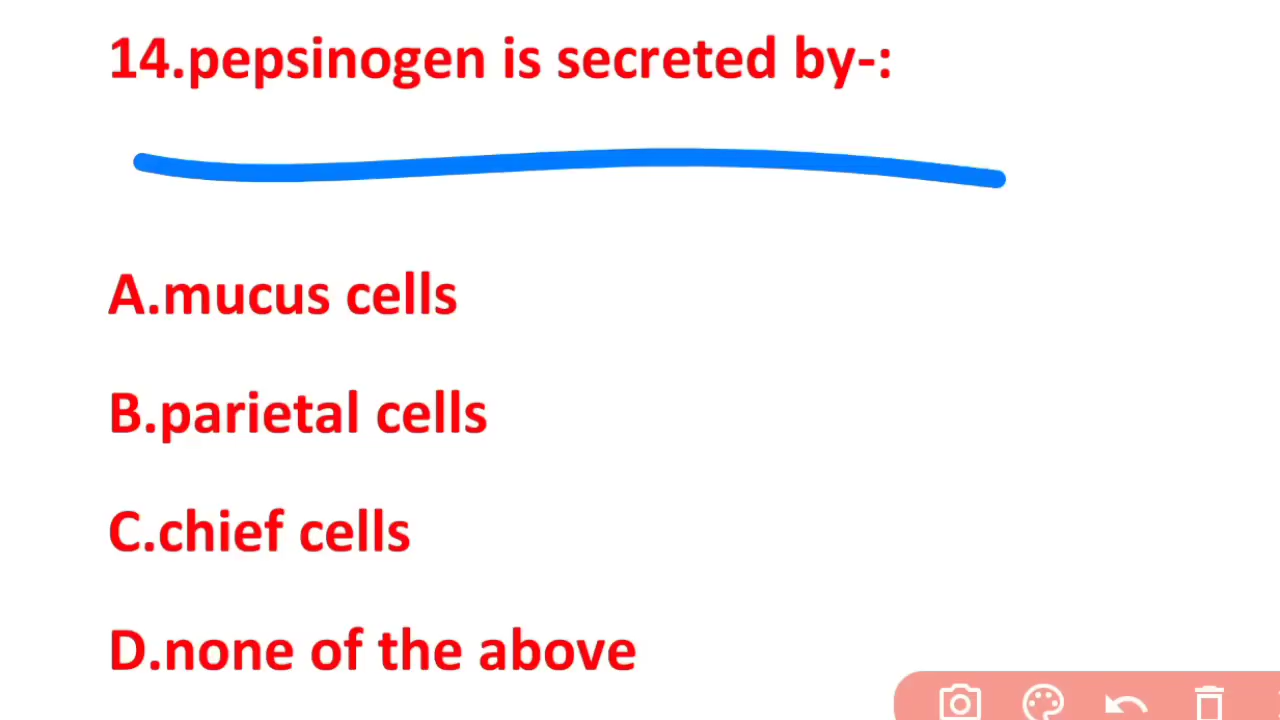 14.pepsinogen is secreted by-:
A.mucus cells
B.parietal cells
C.chief cells
D.none of the above